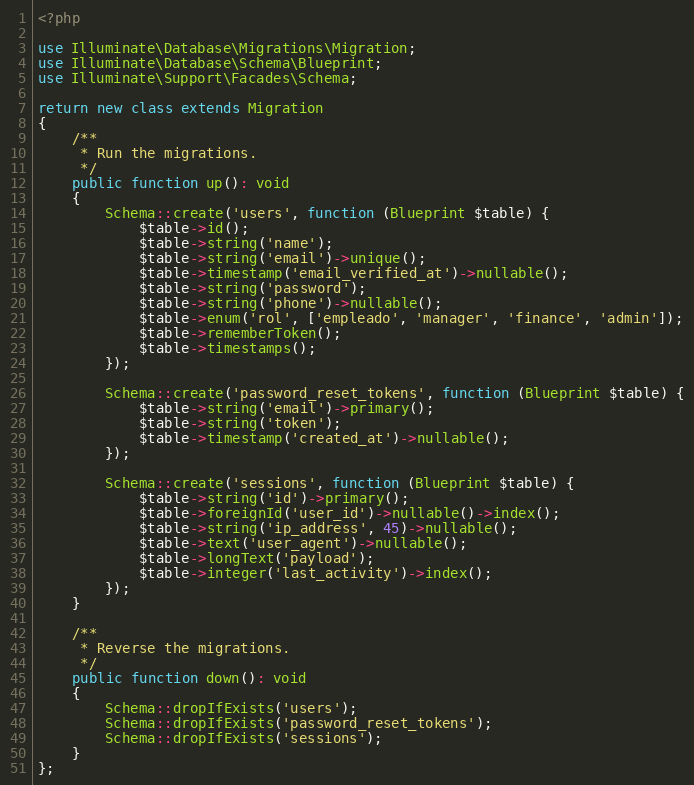 1 <?php
2
3 use Illuminate\Database\Migrations\Migration;
4 use Illuminate\Database\Schema\Blueprint;
5 use Illuminate\Support\Facades\Schema;
6
7 return new class extends Migration
8 {
9     /**
10      * Run the migrations.
11      */
12     public function up(): void
13     {
14         Schema::create('users', function (Blueprint $table) {
15             $table->id();
16             $table->string('name');
17             $table->string('email')->unique();
18             $table->timestamp('email_verified_at')->nullable();
19             $table->string('password');
20             $table->string('phone')->nullable();
21             $table->enum('rol', ['empleado', 'manager', 'finance', 'admin']);
22             $table->rememberToken();
23             $table->timestamps();
24         });
25
26         Schema::create('password_reset_tokens', function (Blueprint $table) {
27             $table->string('email')->primary();
28             $table->string('token');
29             $table->timestamp('created_at')->nullable();
30         });
31
32         Schema::create('sessions', function (Blueprint $table) {
33             $table->string('id')->primary();
34             $table->foreignId('user_id')->nullable()->index();
35             $table->string('ip_address', 45)->nullable();
36             $table->text('user_agent')->nullable();
37             $table->longText('payload');
38             $table->integer('last_activity')->index();
39         });
40     }
41
42     /**
43      * Reverse the migrations.
44      */
45     public function down(): void
46     {
47         Schema::dropIfExists('users');
48         Schema::dropIfExists('password_reset_tokens');
49         Schema::dropIfExists('sessions');
50     }
51 };